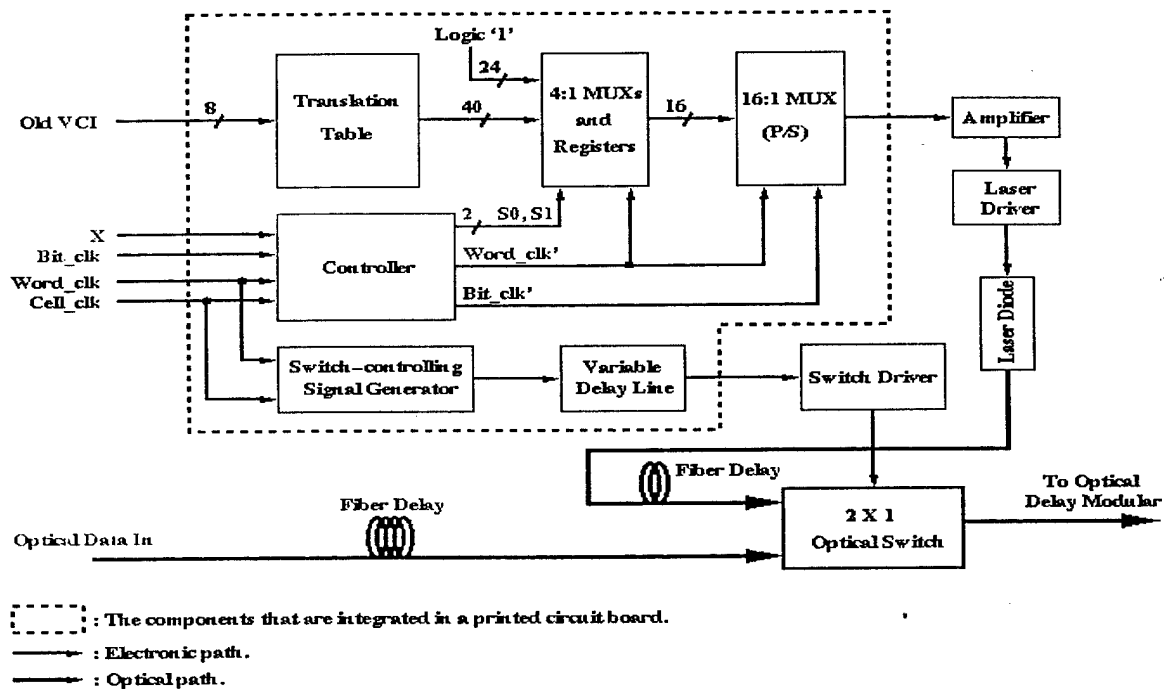 Logic ‘1’
24
Old VCI
8
Translation
Table
40
4:1 MUXs
and
Registers
16
16:1 MUX
(P/S)
Amplifier
Laser
Driver
Laser Diode
2
S0, S1
X
Bit_clk
Word_clk
Cell_clk
Controller
Word_clk’
Bit_clk’
Switch-controlling
Signal Generator
Variable
Delay Line
Switch Driver
Fiber Delay
Fiber Delay
Optical Data In
2 X 1
Optical Switch
To Optical
Delay Modular
: The components that are integrated in a printed circuit board.
: Electronic path.
: Optical path.